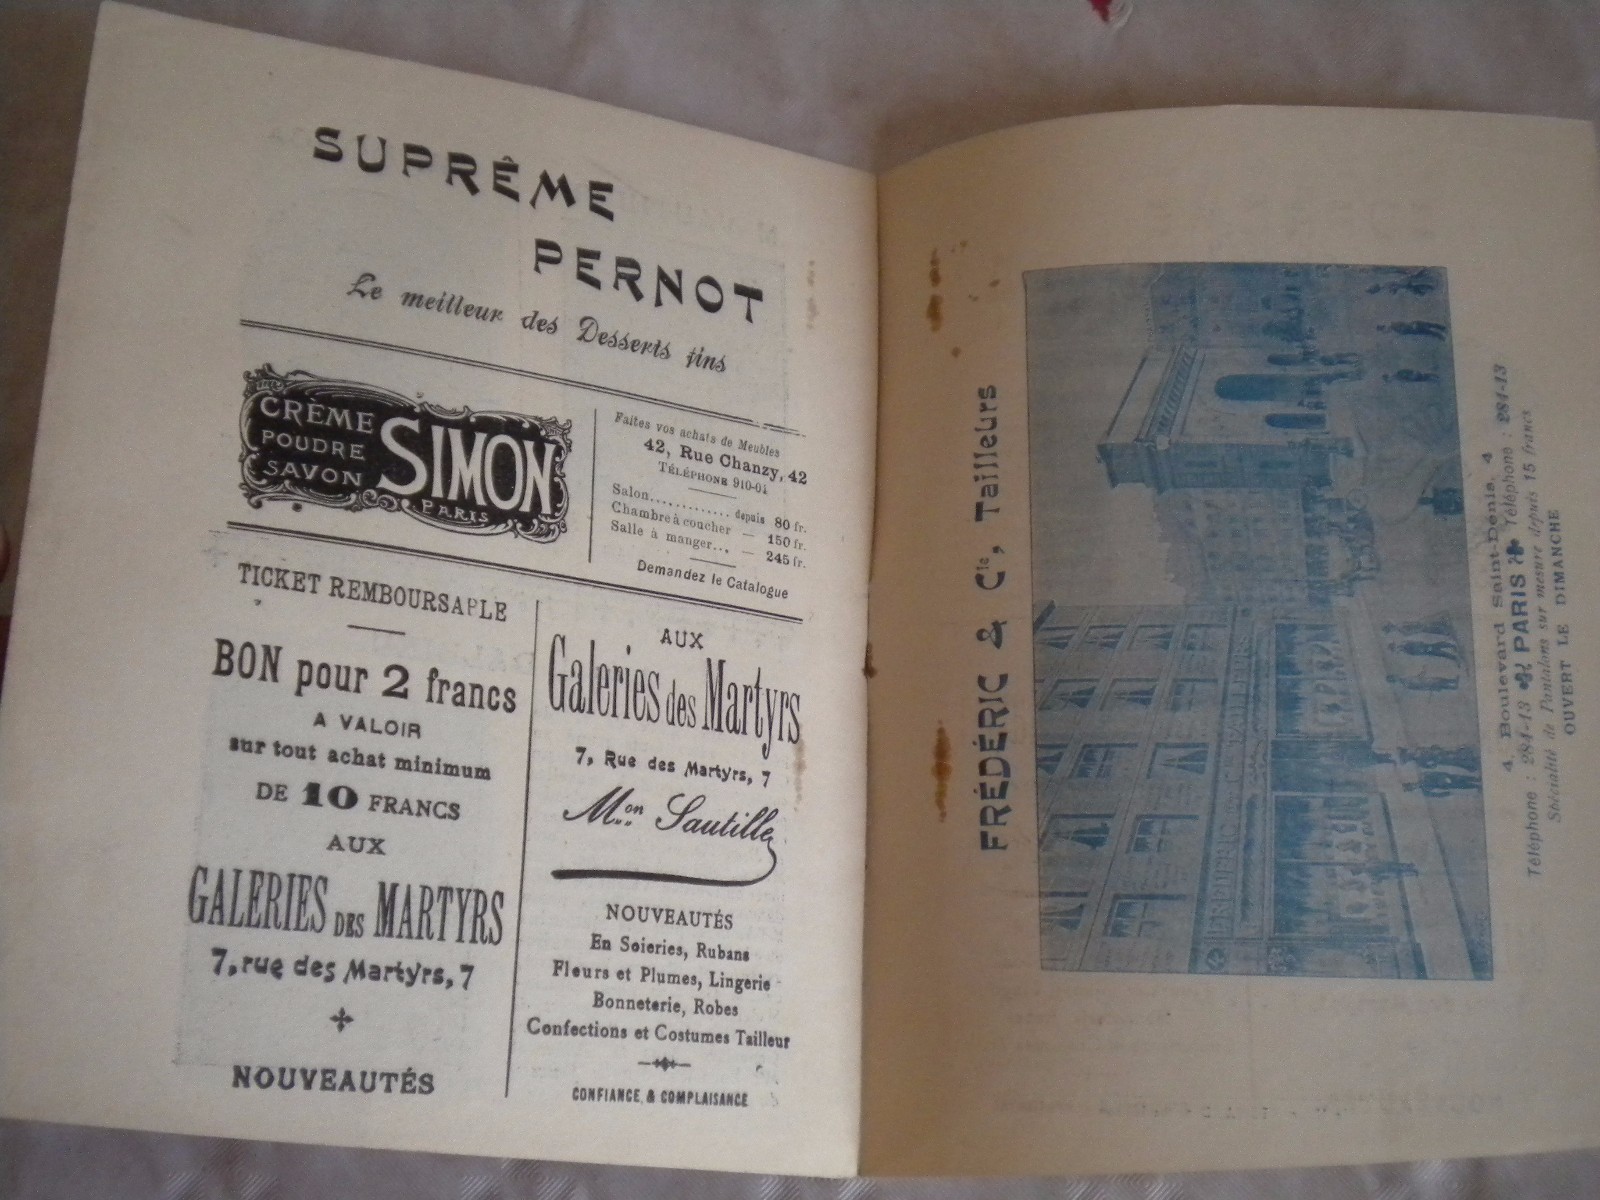 SUPRÊME
PERNOT
Le meilleur des Desserts fins
CRÈME
POUDRE
SAVON
SIMON
PARIS
Faites vos achats de Meubles
42, Rue Chanzy, 42
TÉLÉPHONE 910-01
Salon............. depuis 80 fr.
Chambre à coucher — 150 fr.
Salle à manger... — 245 fr.
Demandez le Catalogue
TICKET REMBOURSABLE
BON pour 2 francs
A VALOIR
sur tout achat minimum
DE 10 FRANCS
AUX
GALERIES DES MARTYRS
7, rue des Martyrs, 7
NOUVEAUTÉS
AUX
Galeries des Martyrs
7, Rue des Martyrs, 7
Mon Sautille
NOUVEAUTÉS
En Soieries, Rubans
Fleurs et Plumes, Lingerie
Bonneterie, Robes
Confections et Costumes Tailleur
CONFIANCE & COMPLAISANCE
FRÉDÉRIC & Cie, Tailleurs
FREDERIC & Cie TAILLEURS
4, Boulevard Saint-Denis, 4
Téléphone : 284-13 PARIS Téléphone : 284-13
Spécialité de Pantalons sur mesure depuis 15 francs
OUVERT LE DIMANCHE